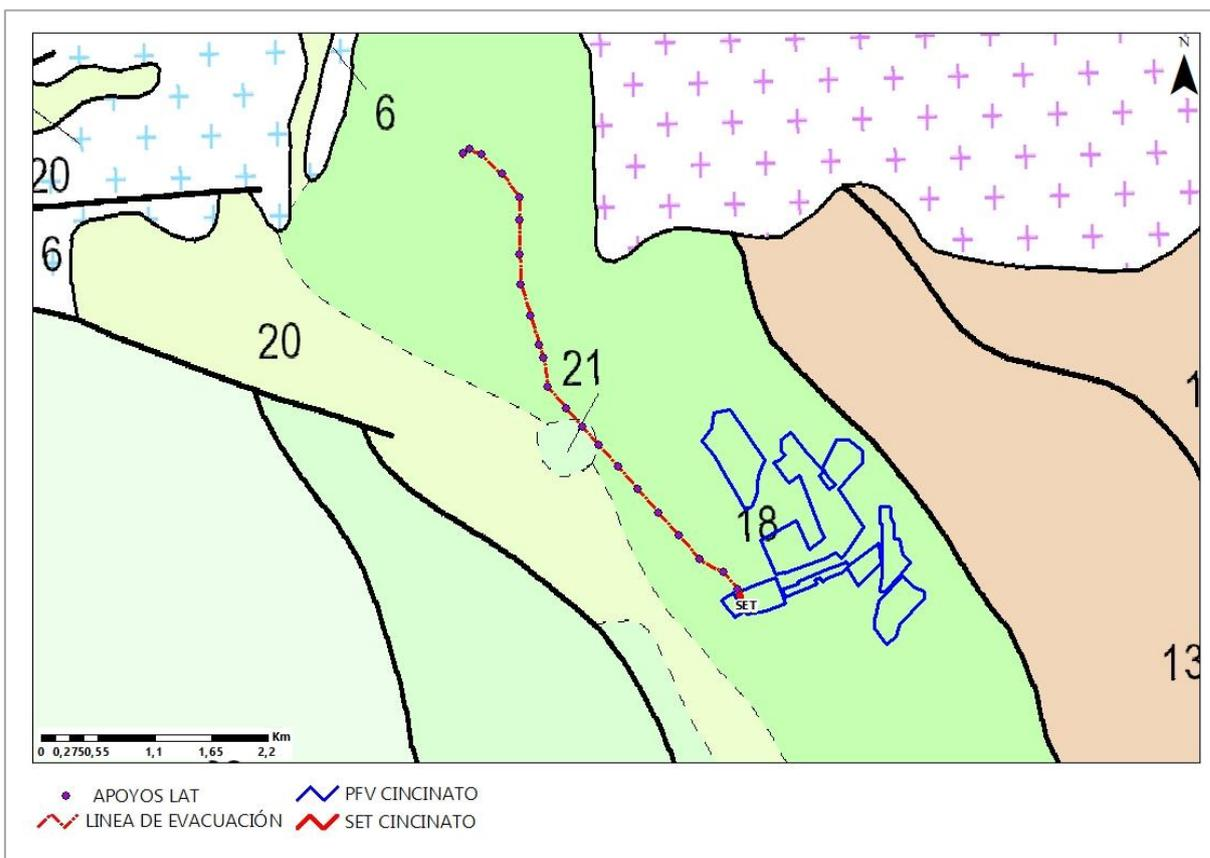 N
6
20
6
20
21
18
13
SET
Km
0 0,2750,55 1,1 1,65 2,2
APOYOS LAT
PFV CINCINATO
LINEA DE EVACUACIÓN
SET CINCINATO